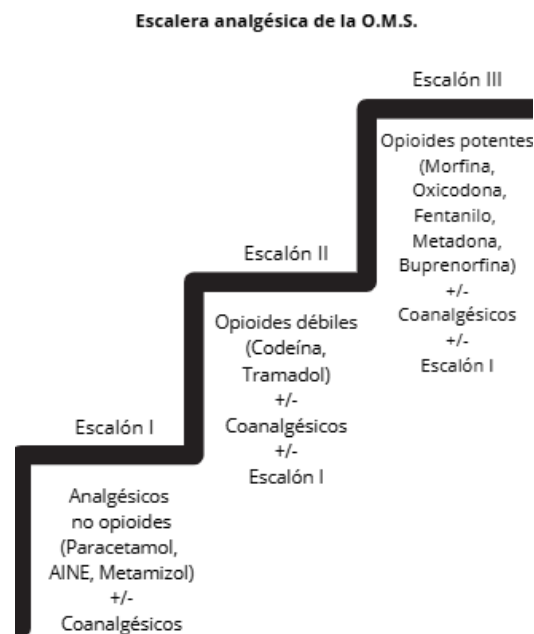 Escalera analgésica de la O.M.S.
Escalón III
Opioides potentes
(Morfina,
Oxicodona,
Fentanilo,
Metadona,
Buprenorfina)
+/-
Coanalgésicos
+/-
Escalón I
Escalón II
Opioides débiles
(Codeína,
Tramadol)
+/-
Coanalgésicos
+/-
Escalón I
Escalón I
Analgésicos
no opioides
(Paracetamol,
AINE, Metamizol)
+/-
Coanalgésicos